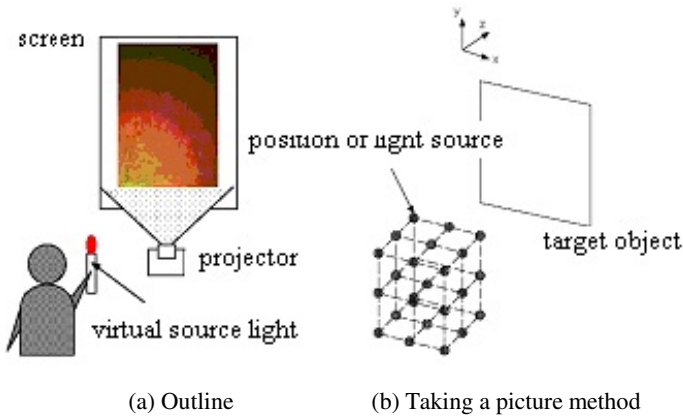 screen
y
z
x
position of light source
target object
projector
virtual source light
(a) Outline
(b) Taking a picture method